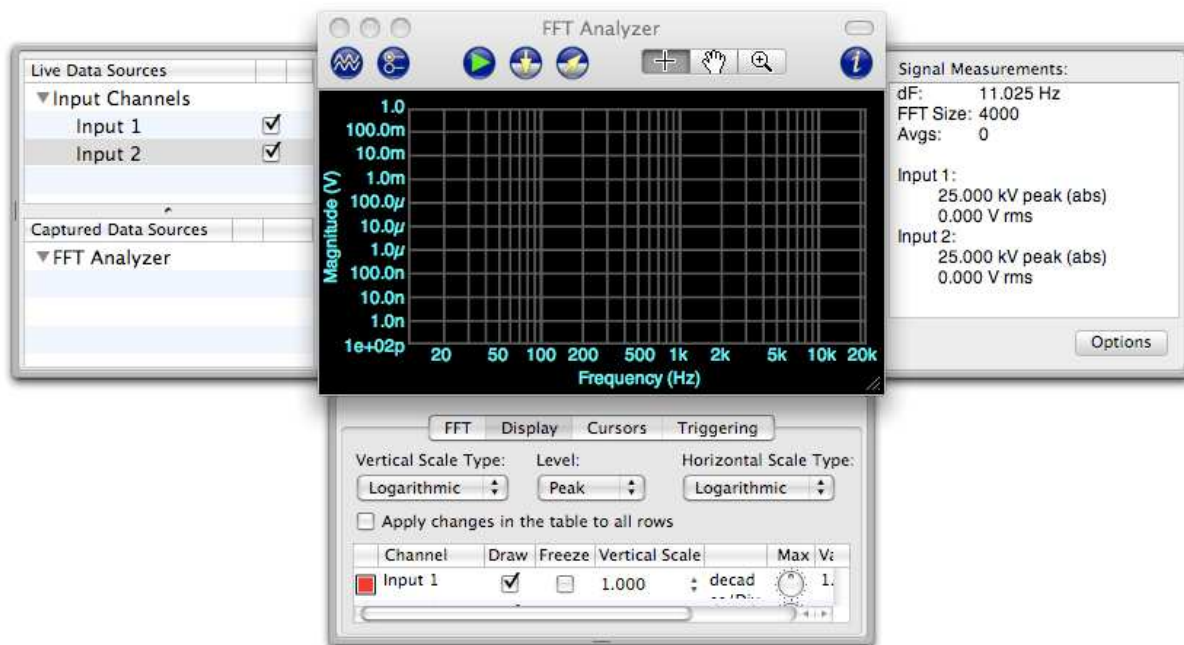 FFT Analyzer
Live Data Sources
Input Channels
Input 1
Input 2
Captured Data Sources
FFT Analyzer
1.0
100.0m
10.0m
1.0m
100.0µ
10.0µ
1.0µ
100.0n
10.0n
1.0n
1e+02p
Magnitude (V)
20 50 100 200 500 1k 2k 5k 10k 20k
Frequency (Hz)
Signal Measurements:
dF: 11.025 Hz
FFT Size: 4000
Avgs: 0
Input 1:
25.000 kV peak (abs)
0.000 V rms
Input 2:
25.000 kV peak (abs)
0.000 V rms
Options
FFT Display Cursors Triggering
Vertical Scale Type: Level: Horizontal Scale Type:
Logarithmic Peak Logarithmic
Apply changes in the table to all rows
Channel Draw Freeze Vertical Scale Max
Input 1 1.000 decad 1.